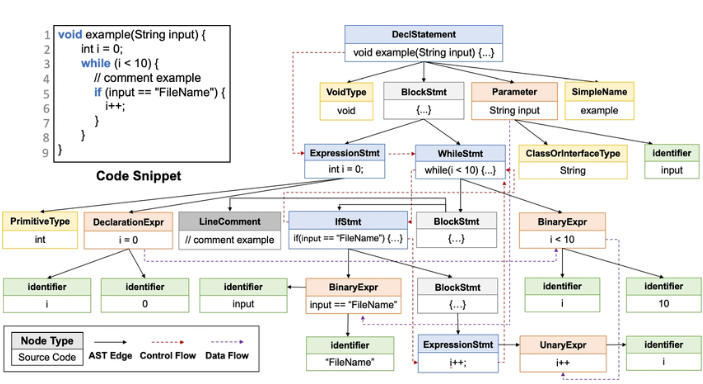 1 void example(String input) {
2 int i = 0;
3 while (i < 10) {
4 // comment example
5 if (input == "FileName") {
6 i++;
7 }
8 }
9 }
Code Snippet
DeclStatement
void example(String input) {...}
VoidType
void
BlockStmt
{...}
Parameter
String input
SimpleName
example
ExpressionStmt
int i = 0;
WhileStmt
while(i < 10) {...}
ClassOrInterfaceType
String
identifier
input
PrimitiveType
int
DeclarationExpr
i = 0
LineComment
// comment example
IfStmt
if(input == "FileName") {...}
BlockStmt
{...}
BinaryExpr
i < 10
identifier
i
identifier
0
identifier
input
BinaryExpr
input == "FileName"
BlockStmt
{...}
identifier
i
identifier
10
Node Type
Source Code
AST Edge
Control Flow
Data Flow
identifier
"FileName"
ExpressionStmt
i++;
UnaryExpr
i++
identifier
i